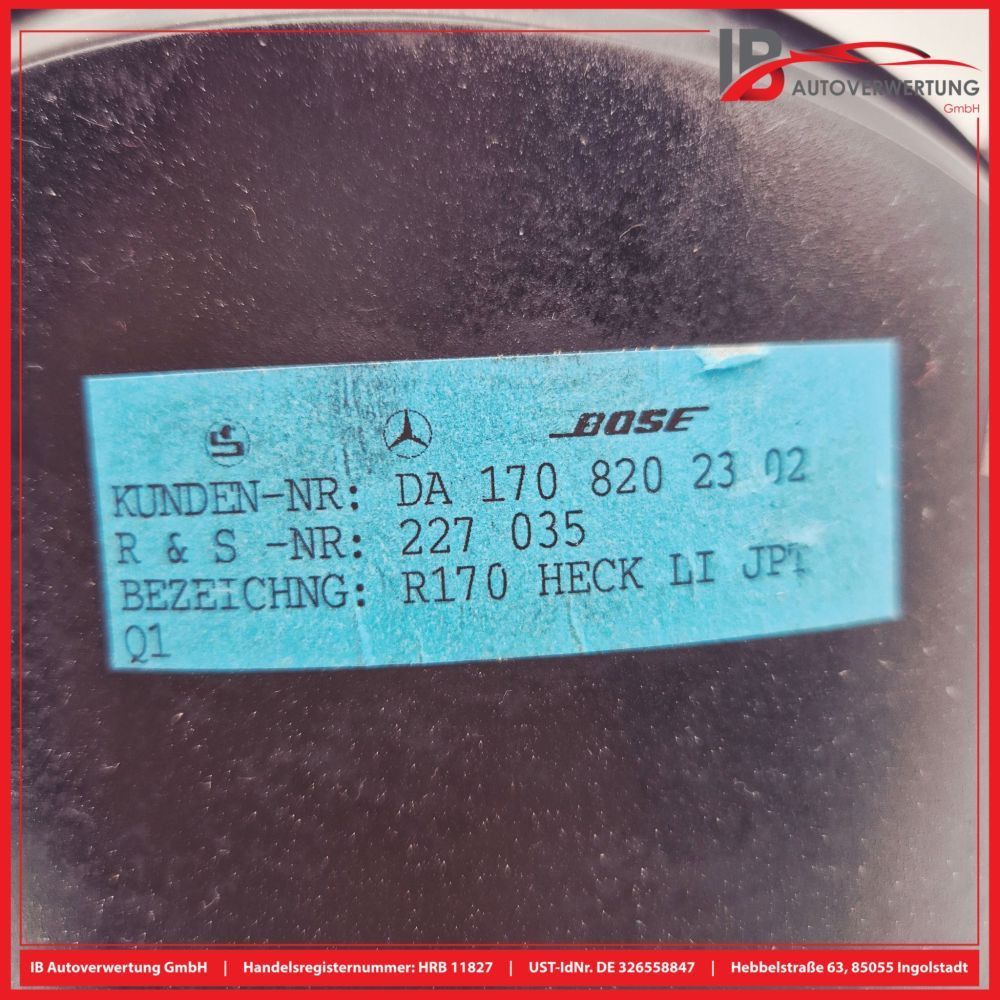 IB
AUTOVERWERTUNG
GmbH
BOSE
KUNDEN-NR: DA 170 820 23 02
R & S -NR: 227 035
BEZEICHNG: R170 HECK LI JPT
Q1
IB Autoverwertung GmbH | Handelsregisternummer: HRB 11827 | UST-IdNr. DE 326558847 | Hebbelstraße 63, 85055 Ingolstadt